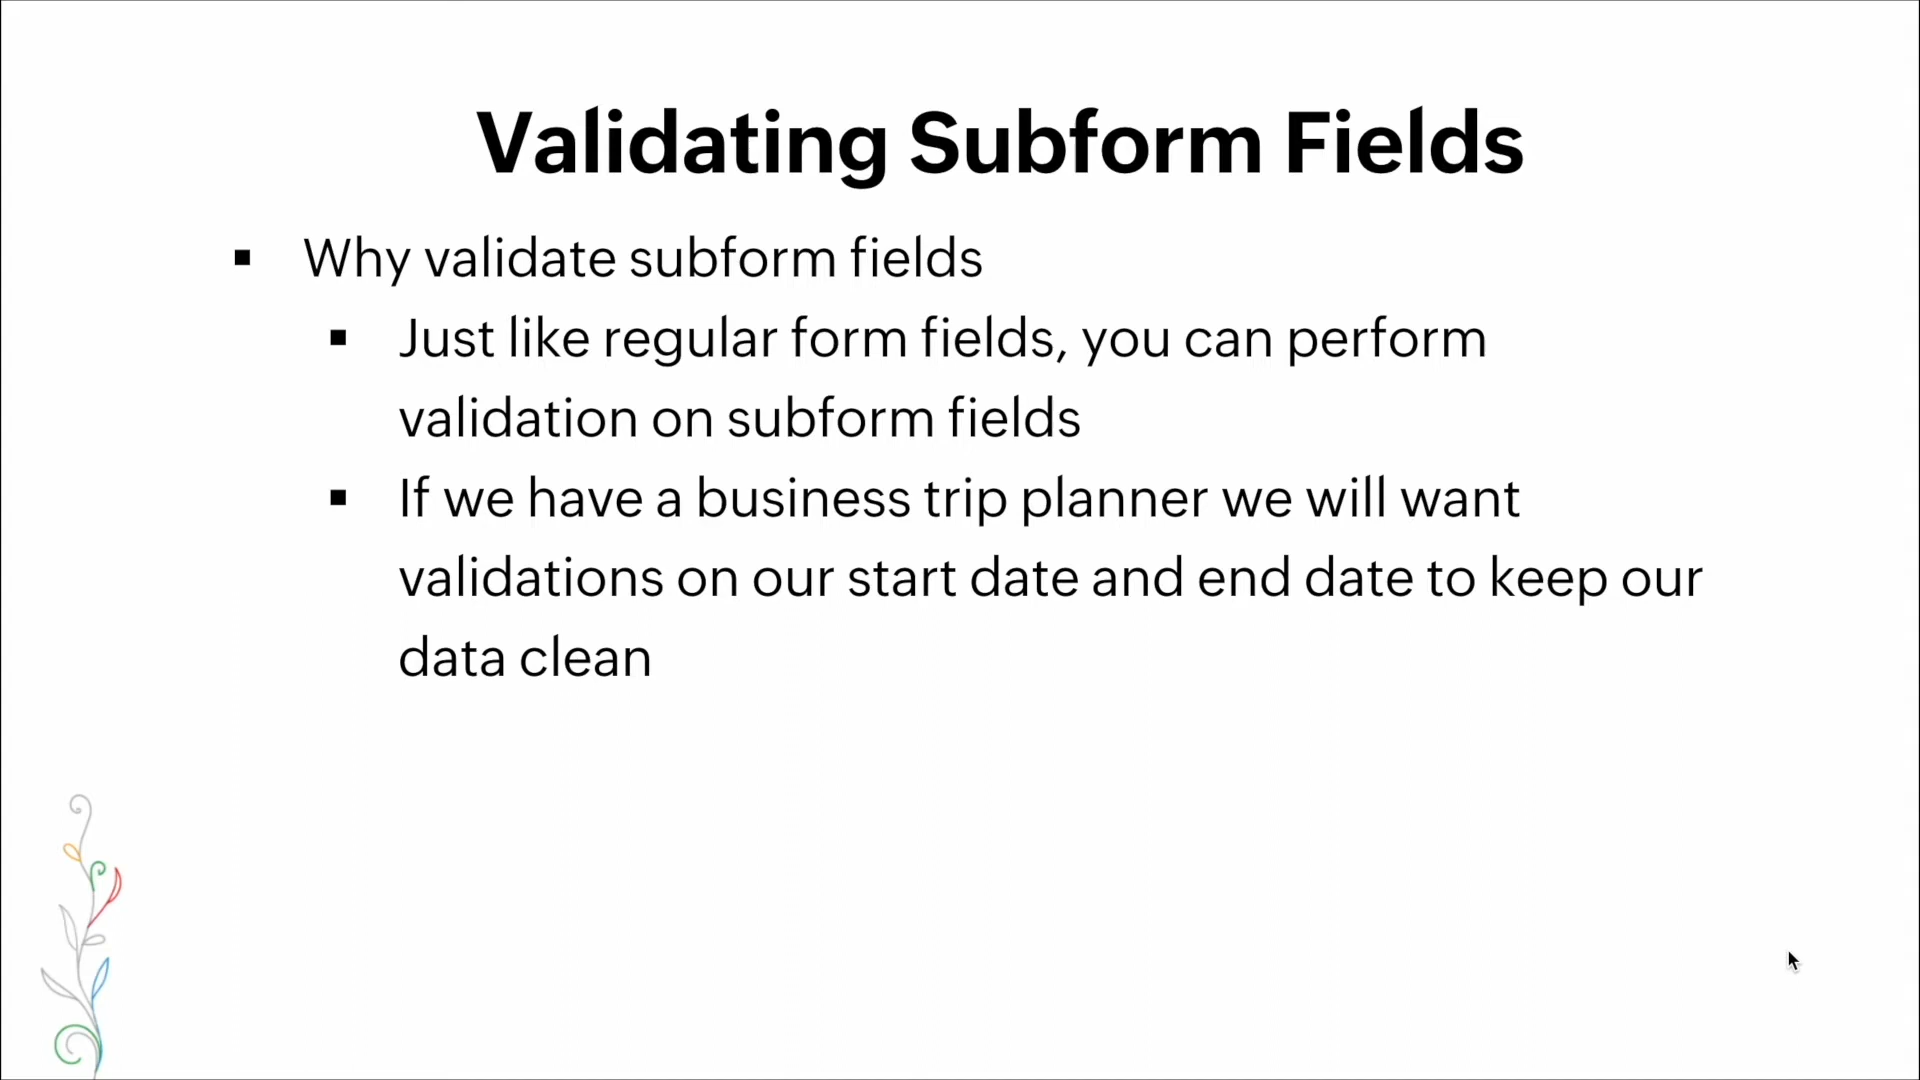 Validating Subform Fields
▪ Why validate subform fields
▪ Just like regular form fields, you can perform
validation on subform fields
▪ If we have a business trip planner we will want
validations on our start date and end date to keep our
data clean